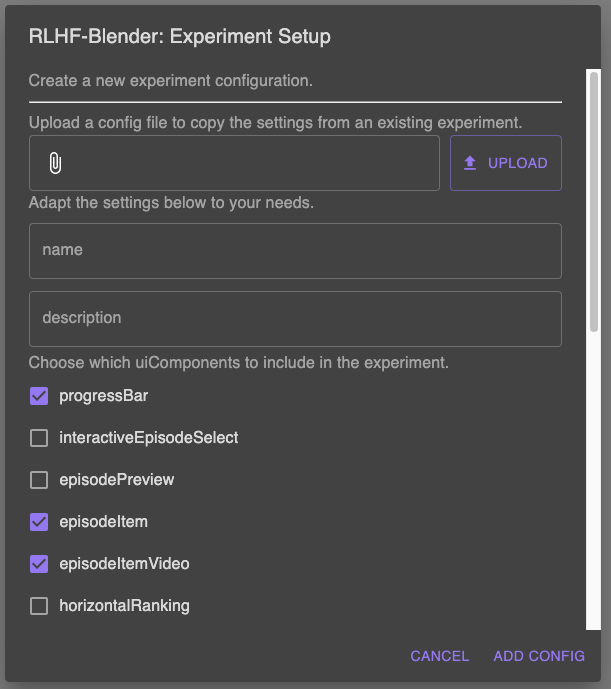 RLHF-Blender: Experiment Setup
Create a new experiment configuration.
Upload a config file to copy the settings from an existing experiment.
UPLOAD
Adapt the settings below to your needs.
name
description
Choose which uiComponents to include in the experiment.
progressBar
interactiveEpisodeSelect
episodePreview
episodeItem
episodeItemVideo
horizontalRanking
CANCEL ADD CONFIG